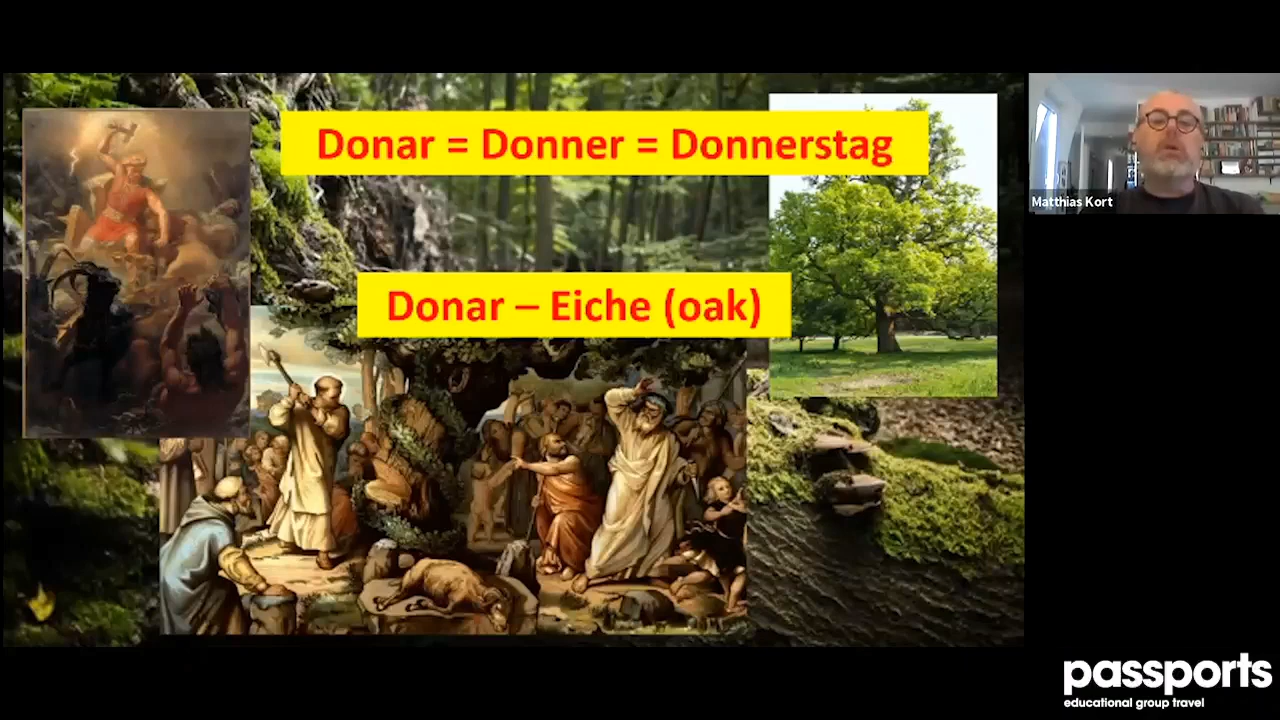 Donar = Donner = Donnerstag
Donar – Eiche (oak)
Matthias Kort
passports
educational group travel